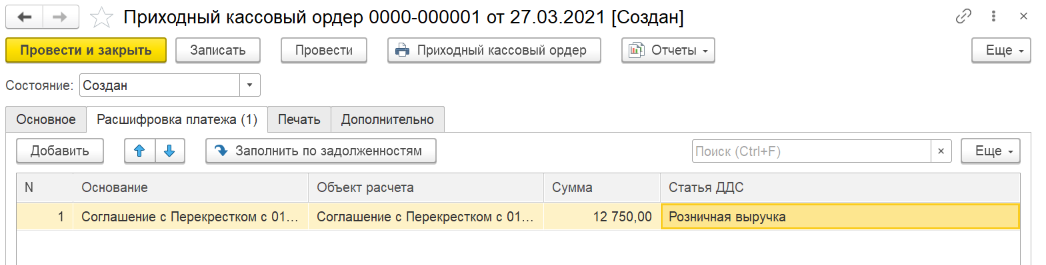 Приходный кассовый ордер 0000-000001 от 27.03.2021 [Создан]
Провести и закрыть Записать Провести Приходный кассовый ордер Отчеты Еще
Состояние: Создан
Основное Расшифровка платежа (1) Печать Дополнительно
Добавить Заполнить по задолженностям Поиск (Ctrl+F) × Еще
N Основание Объект расчета Сумма Статья ДДС
1 Соглашение с Перекрестком с 01... Соглашение с Перекрестком с 01... 12 750,00 Розничная выручка